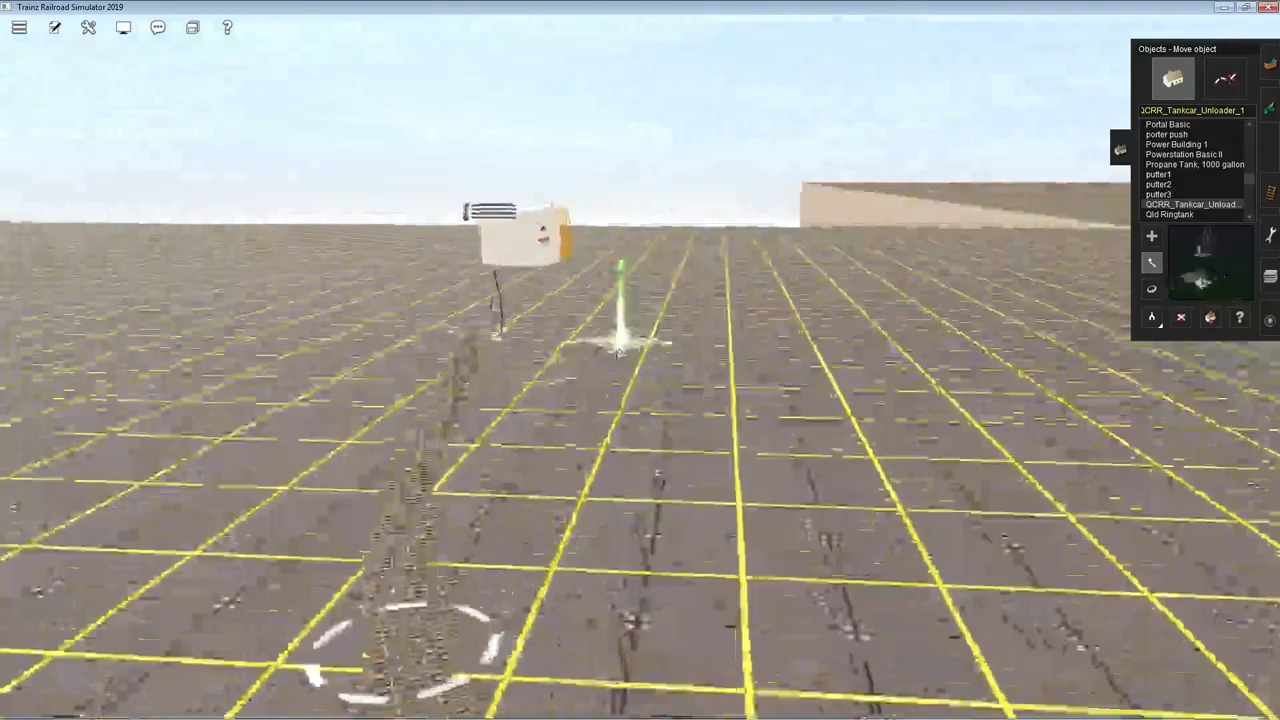 Trainz Railroad Simulator 2019
Objects - Move object
QCRR_Tankcar_Unloader_1
Portal Basic
porter push
Power Building 1
Powerstation Basic II
Propane Tank, 1000 gallon
putter1
putter2
putter3
QCRR_Tankcar_Unload...
Qld Ringtank